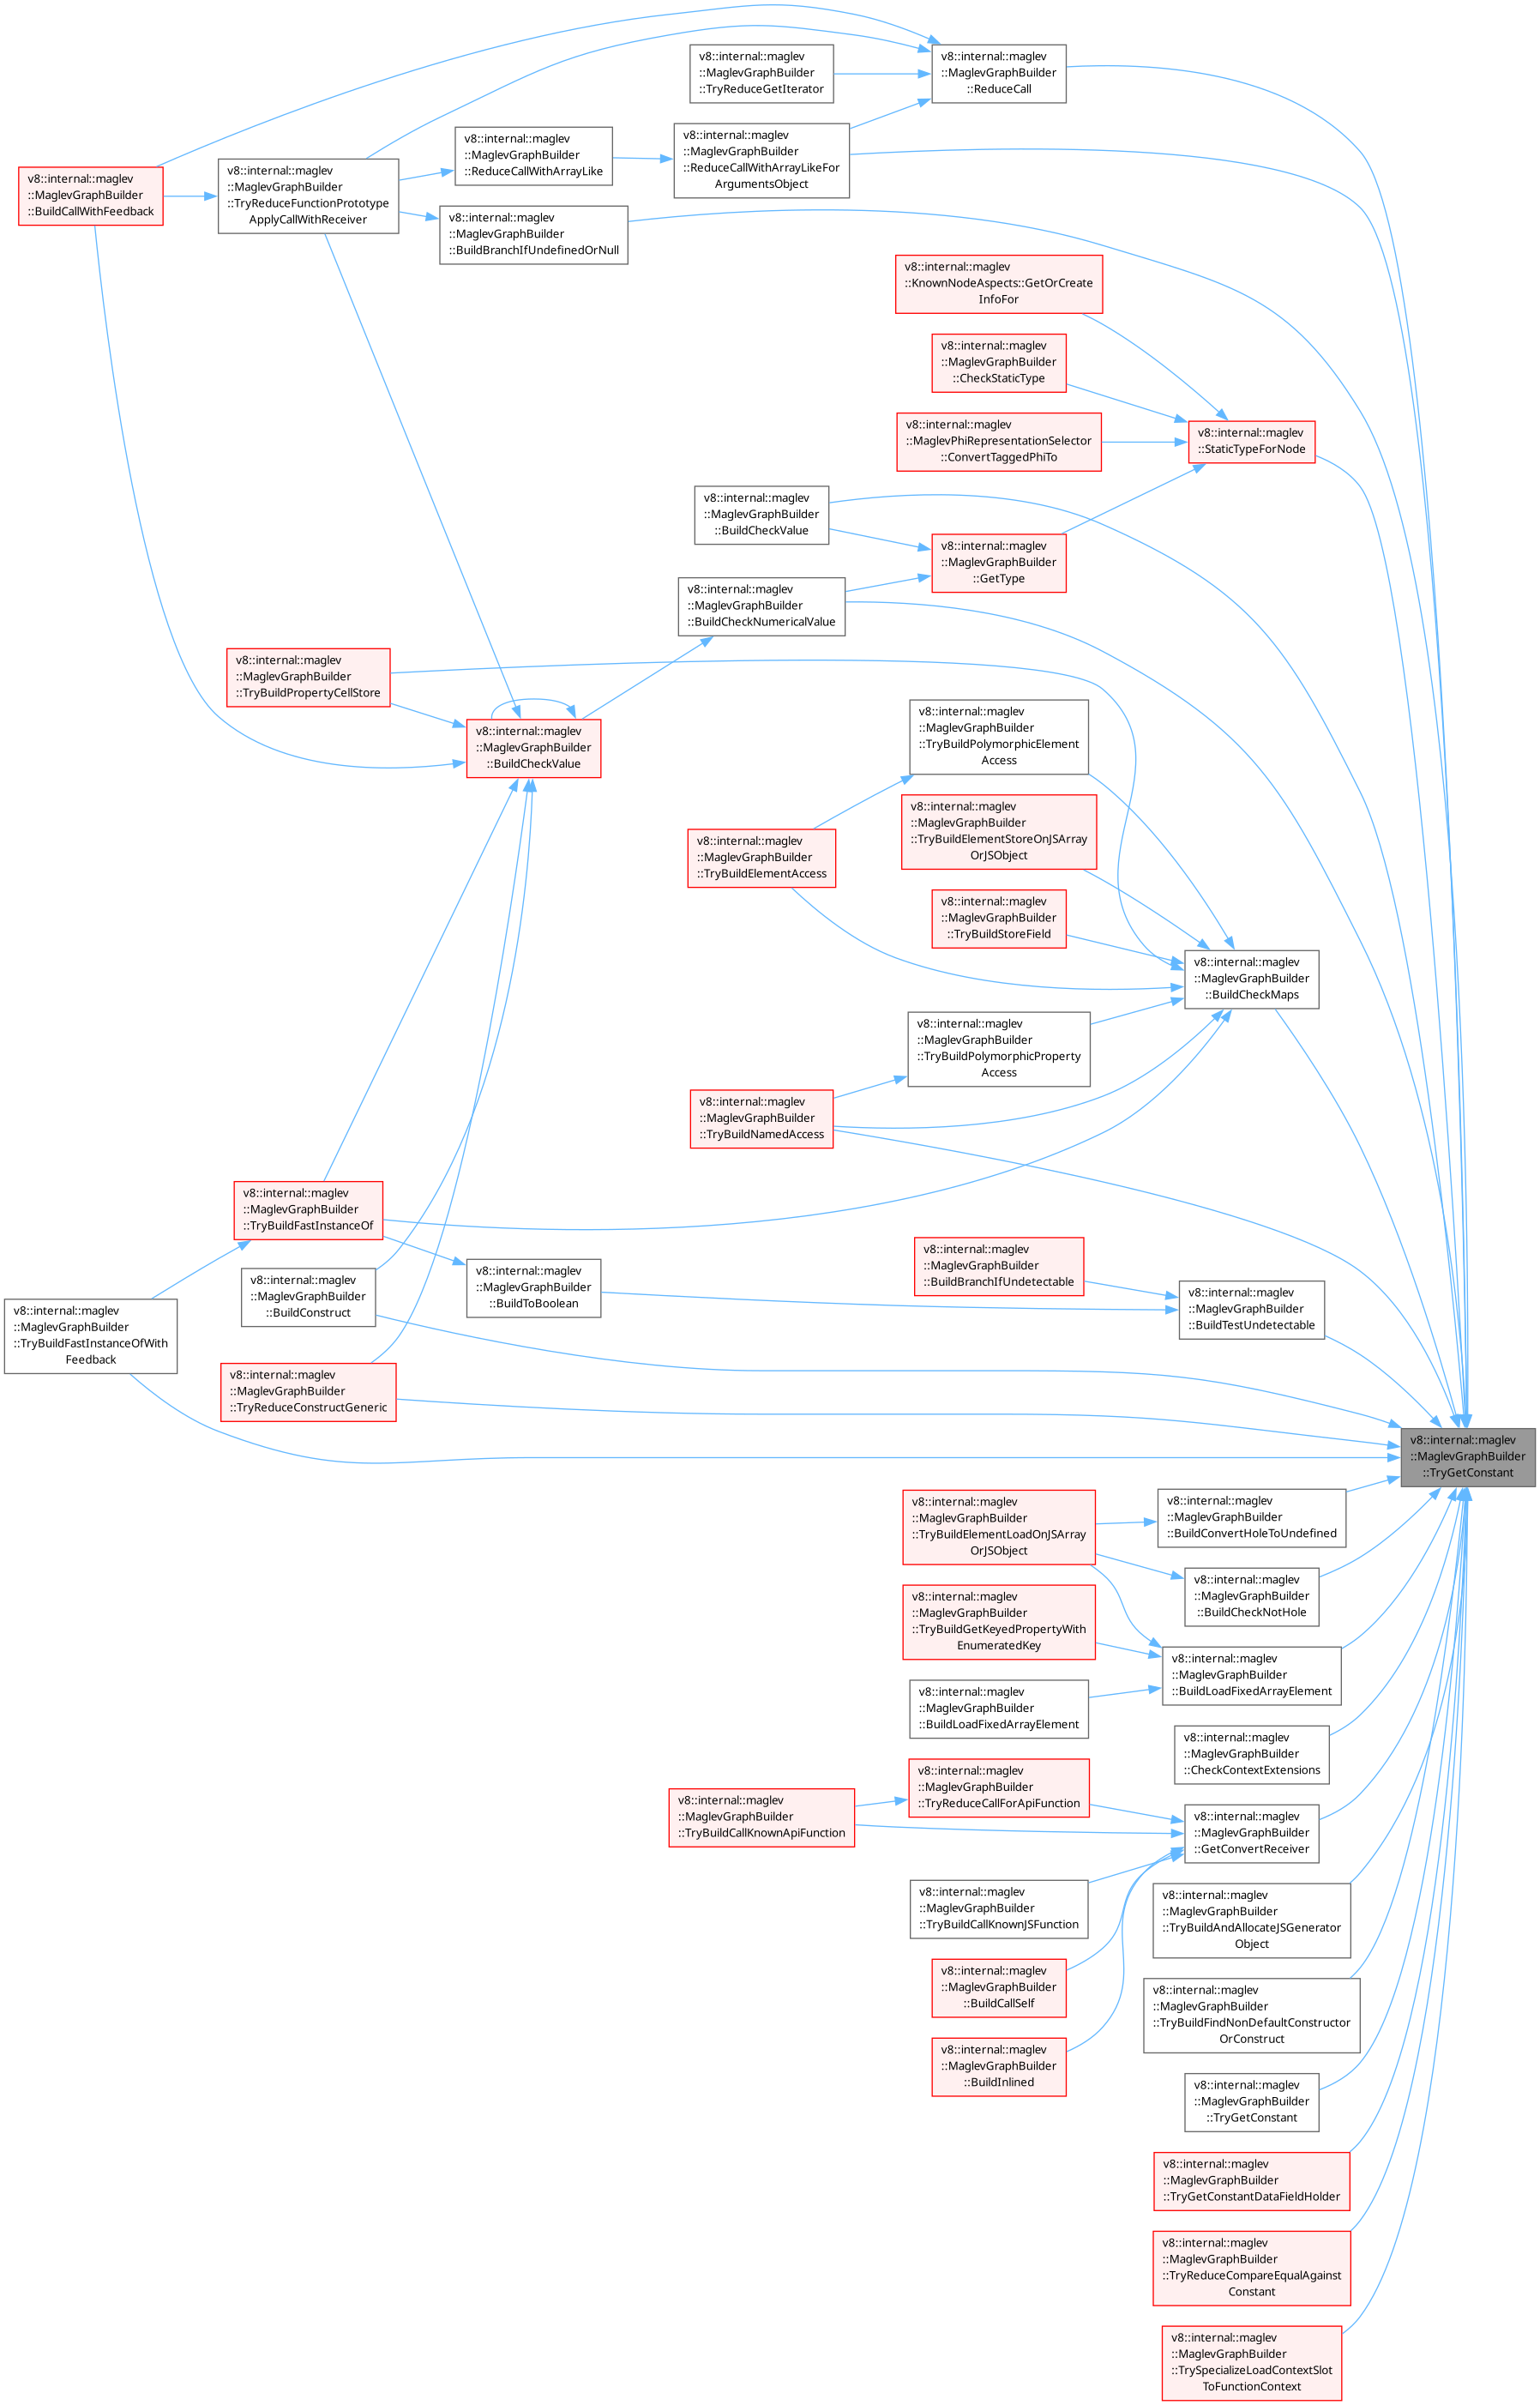 v8::internal::maglev
::MaglevGraphBuilder
::ReduceCall
v8::internal::maglev
::MaglevGraphBuilder
::TryReduceGetIterator
v8::internal::maglev
::MaglevGraphBuilder
::ReduceCallWithArrayLikeFor
ArgumentsObject
v8::internal::maglev
::MaglevGraphBuilder
::ReduceCallWithArrayLike
v8::internal::maglev
::MaglevGraphBuilder
::TryReduceFunctionPrototype
ApplyCallWithReceiver
v8::internal::maglev
::MaglevGraphBuilder
::BuildCallWithFeedback
v8::internal::maglev
::MaglevGraphBuilder
::BuildBranchIfUndefinedOrNull
v8::internal::maglev
::KnownNodeAspects::GetOrCreate
InfoFor
v8::internal::maglev
::MaglevGraphBuilder
::CheckStaticType
v8::internal::maglev
::MaglevPhiRepresentationSelector
::ConvertTaggedPhiTo
v8::internal::maglev
::StaticTypeForNode
v8::internal::maglev
::MaglevGraphBuilder
::BuildCheckValue
v8::internal::maglev
::MaglevGraphBuilder
::GetType
v8::internal::maglev
::MaglevGraphBuilder
::BuildCheckNumericalValue
v8::internal::maglev
::MaglevGraphBuilder
::TryBuildPropertyCellStore
v8::internal::maglev
::MaglevGraphBuilder
::BuildCheckValue
v8::internal::maglev
::MaglevGraphBuilder
::TryBuildPolymorphicElement
Access
v8::internal::maglev
::MaglevGraphBuilder
::TryBuildElementStoreOnJSArray
OrJSObject
v8::internal::maglev
::MaglevGraphBuilder
::TryBuildElementAccess
v8::internal::maglev
::MaglevGraphBuilder
::TryBuildStoreField
v8::internal::maglev
::MaglevGraphBuilder
::BuildCheckMaps
v8::internal::maglev
::MaglevGraphBuilder
::TryBuildPolymorphicProperty
Access
v8::internal::maglev
::MaglevGraphBuilder
::TryBuildNamedAccess
v8::internal::maglev
::MaglevGraphBuilder
::TryBuildFastInstanceOf
v8::internal::maglev
::MaglevGraphBuilder
::BuildBranchIfUndetectable
v8::internal::maglev
::MaglevGraphBuilder
::BuildToBoolean
v8::internal::maglev
::MaglevGraphBuilder
::BuildConstruct
v8::internal::maglev
::MaglevGraphBuilder
::BuildTestUndetectable
v8::internal::maglev
::MaglevGraphBuilder
::TryBuildFastInstanceOfWith
Feedback
v8::internal::maglev
::MaglevGraphBuilder
::TryReduceConstructGeneric
v8::internal::maglev
::MaglevGraphBuilder
::TryGetConstant
v8::internal::maglev
::MaglevGraphBuilder
::TryBuildElementLoadOnJSArray
OrJSObject
v8::internal::maglev
::MaglevGraphBuilder
::BuildConvertHoleToUndefined
v8::internal::maglev
::MaglevGraphBuilder
::BuildCheckNotHole
v8::internal::maglev
::MaglevGraphBuilder
::TryBuildGetKeyedPropertyWith
EnumeratedKey
v8::internal::maglev
::MaglevGraphBuilder
::BuildLoadFixedArrayElement
v8::internal::maglev
::MaglevGraphBuilder
::BuildLoadFixedArrayElement
v8::internal::maglev
::MaglevGraphBuilder
::CheckContextExtensions
v8::internal::maglev
::MaglevGraphBuilder
::TryReduceCallForApiFunction
v8::internal::maglev
::MaglevGraphBuilder
::TryBuildCallKnownApiFunction
v8::internal::maglev
::MaglevGraphBuilder
::GetConvertReceiver
v8::internal::maglev
::MaglevGraphBuilder
::TryBuildCallKnownJSFunction
v8::internal::maglev
::MaglevGraphBuilder
::TryBuildAndAllocateJSGenerator
Object
v8::internal::maglev
::MaglevGraphBuilder
::BuildCallSelf
v8::internal::maglev
::MaglevGraphBuilder
::TryBuildFindNonDefaultConstructor
OrConstruct
v8::internal::maglev
::MaglevGraphBuilder
::BuildInlined
v8::internal::maglev
::MaglevGraphBuilder
::TryGetConstant
v8::internal::maglev
::MaglevGraphBuilder
::TryGetConstantDataFieldHolder
v8::internal::maglev
::MaglevGraphBuilder
::TryReduceCompareEqualAgainst
Constant
v8::internal::maglev
::MaglevGraphBuilder
::TrySpecializeLoadContextSlot
ToFunctionContext